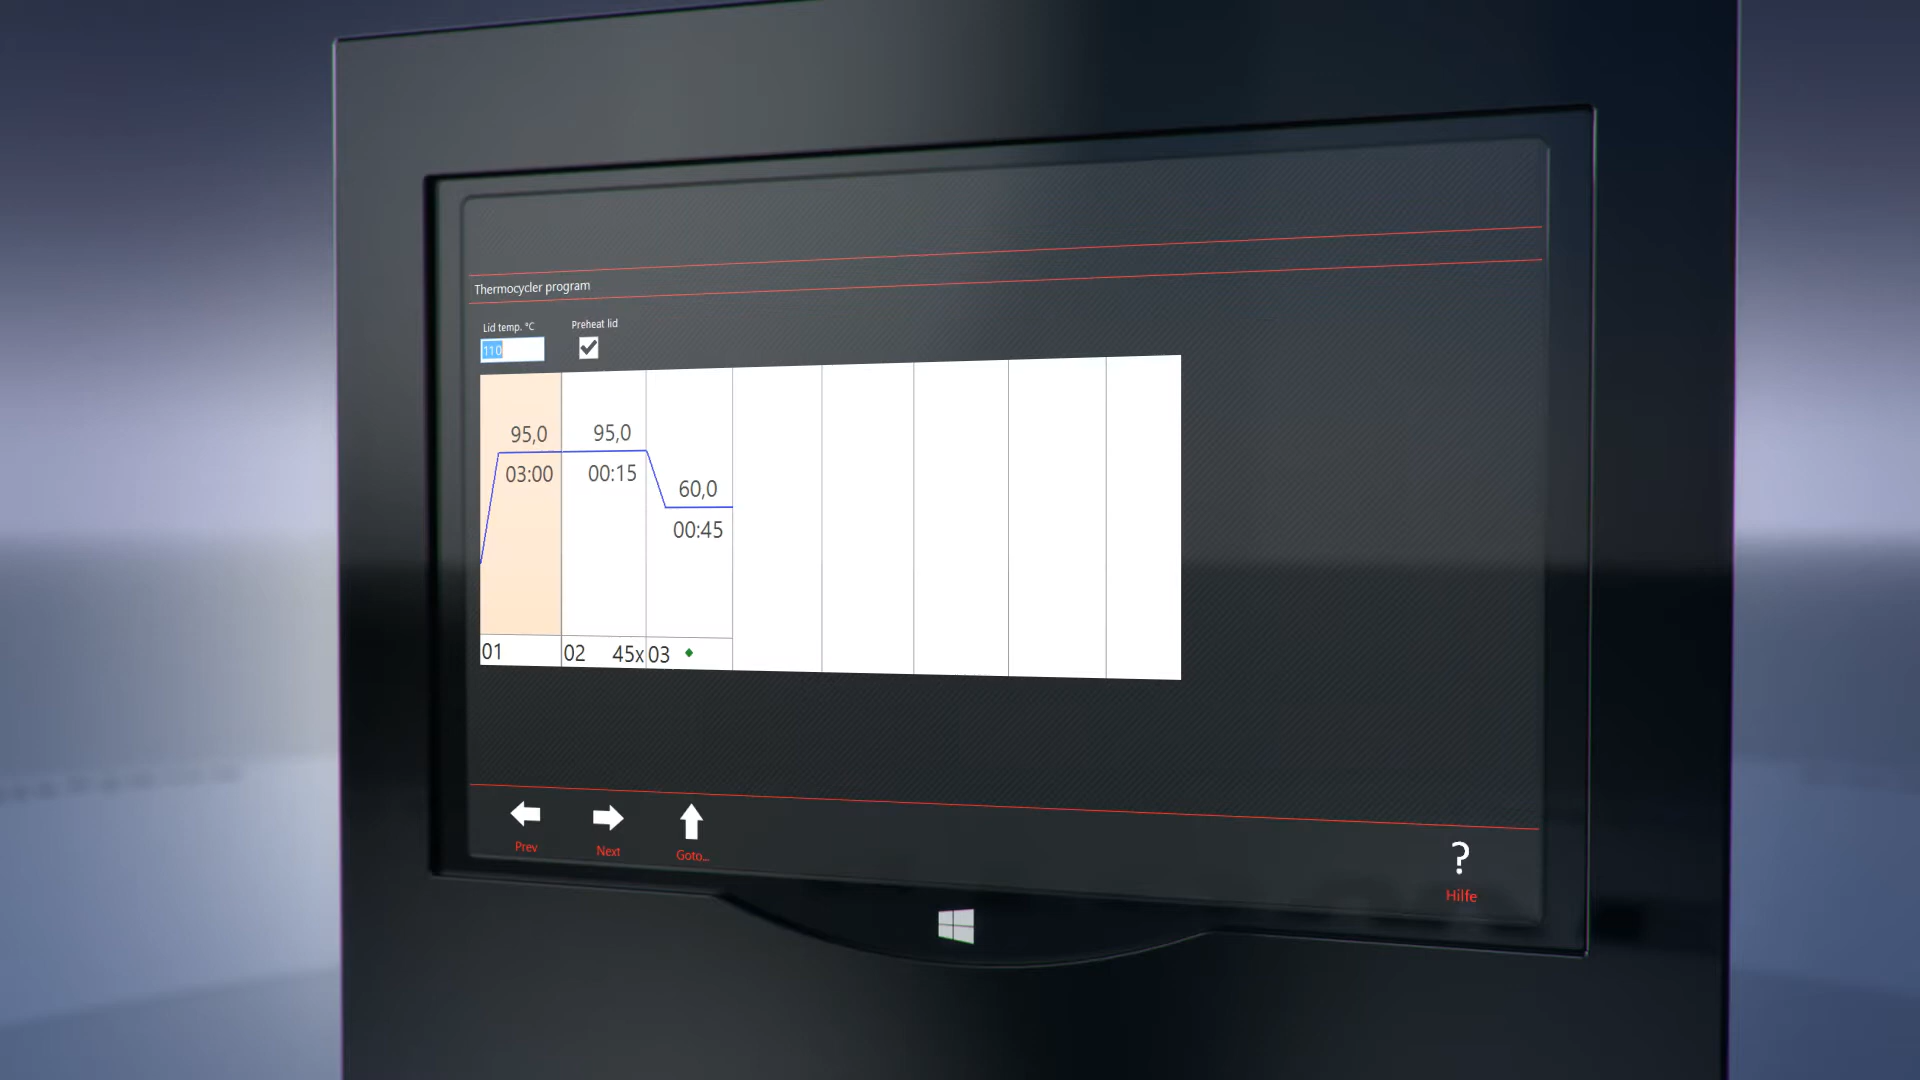 Thermocycler program
Lid temp. °C
Preheat lid
110
95,0
03:00
95,0
00:15
60,0
00:45
01
02
45x
03
Prev
Next
Goto...
Hilfe